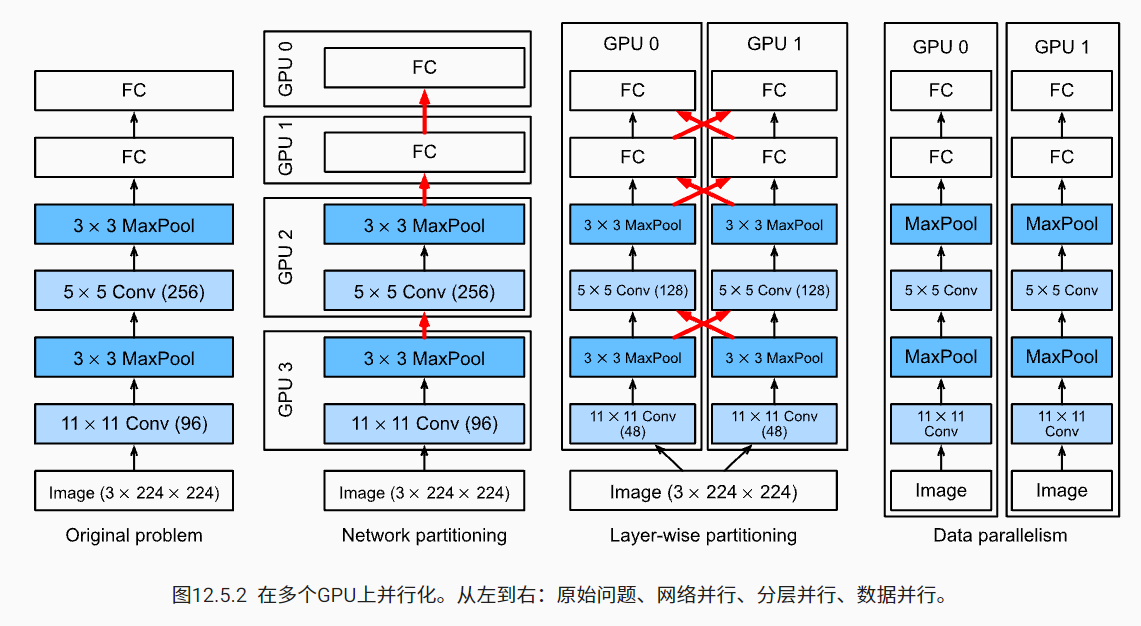 FC
FC
3 × 3 MaxPool
5 × 5 Conv (256)
3 × 3 MaxPool
11 × 11 Conv (96)
Image (3 × 224 × 224)
Original problem
GPU 0
FC
GPU 1
FC
GPU 2
3 × 3 MaxPool
5 × 5 Conv (256)
GPU 3
3 × 3 MaxPool
11 × 11 Conv (96)
Image (3 × 224 × 224)
Network partitioning
GPU 0
FC
FC
3 × 3 MaxPool
5 × 5 Conv (128)
3 × 3 MaxPool
11 × 11 Conv
(48)
GPU 1
FC
FC
3 × 3 MaxPool
5 × 5 Conv (128)
3 × 3 MaxPool
11 × 11 Conv
(48)
Image (3 × 224 × 224)
Layer-wise partitioning
GPU 0
FC
FC
MaxPool
5 × 5 Conv
MaxPool
11 × 11
Conv
Image
GPU 1
FC
FC
MaxPool
5 × 5 Conv
MaxPool
11 × 11
Conv
Image
Data parallelism
图12.5.2 在多个GPU上并行化。从左到右：原始问题、网络并行、分层并行、数据并行。